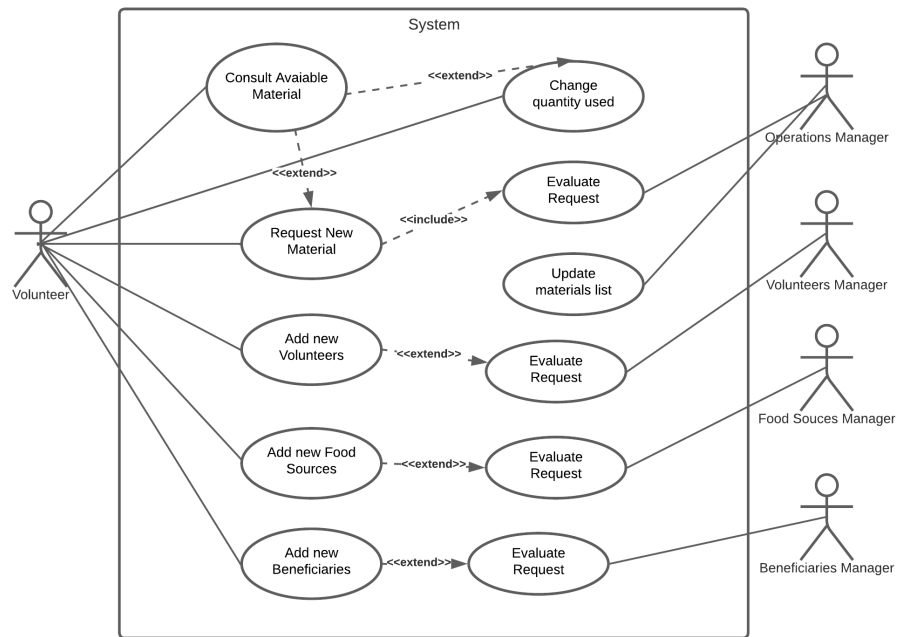 System
Consult Avaiable
Material
<<extend>>
Change
quantity used
Operations Manager
<<extend>>
Evaluate
Request
<<include>>
Request New
Material
Volunteer
Update
materials list
Volunteers Manager
Add new
Volunteers
<<extend>>
Evaluate
Request
Food Souces Manager
Add new Food
Sources
<<extend>>
Evaluate
Request
Add new
Beneficiaries
<<extend>>
Evaluate
Request
Beneficiaries Manager